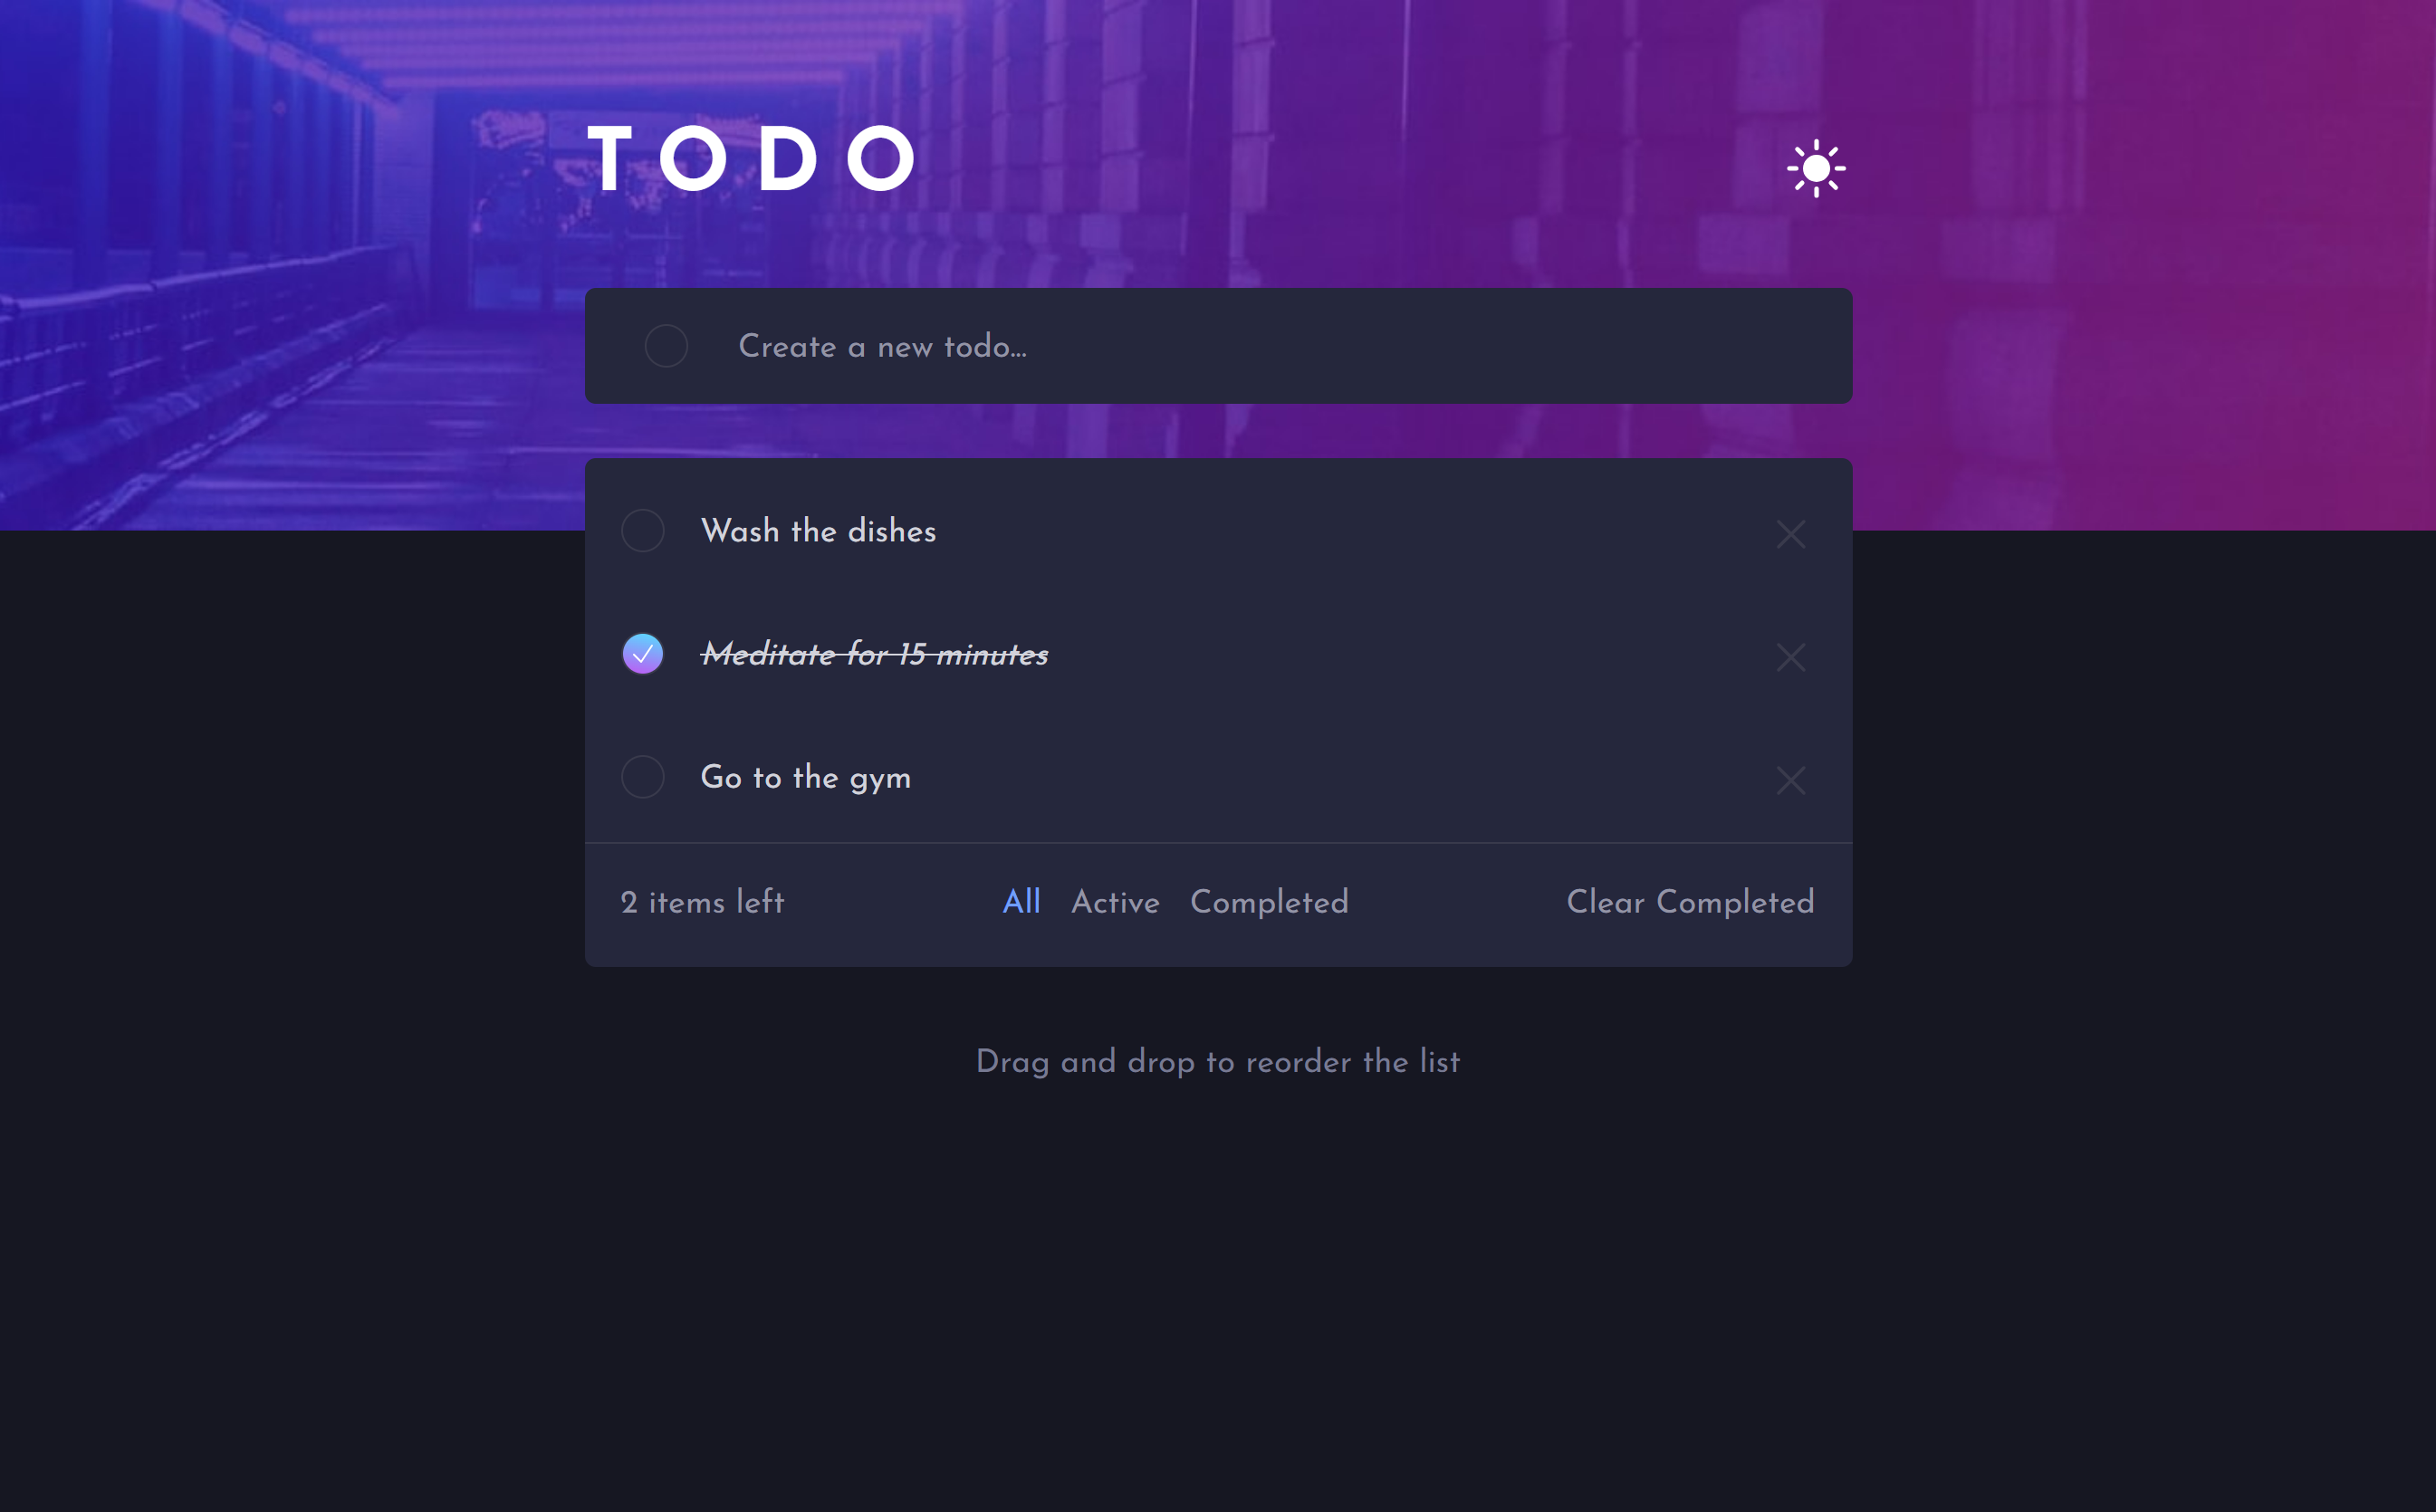 TODO
Create a new todo...
Wash the dishes
Meditate for 15 minutes
Go to the gym
2 items left
All Active Completed
Clear Completed
Drag and drop to reorder the list